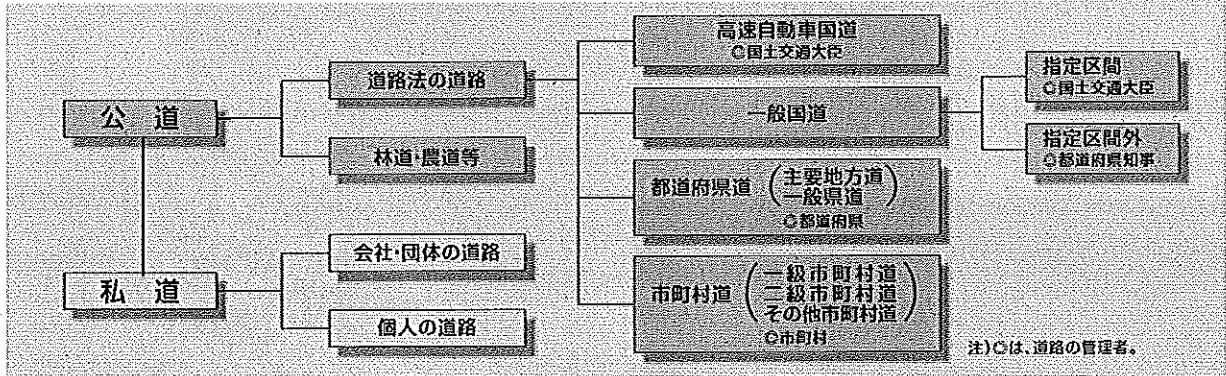 公 道
私 道
道路法の道路
林道・農道等
会社・団体の道路
個人の道路
高速自動車国道
◎国土交通大臣
一般国道
都道府県道 (主要地方道
一般県道)
◎都道府県
市町村道 (一級市町村道
二級市町村道
その他市町村道)
◎市町村
指定区間
◎国土交通大臣
指定区間外
◎都道府県知事
注)◎は、道路の管理者。